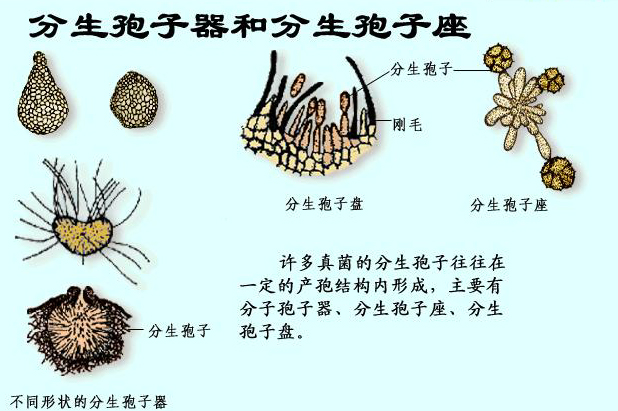 分生孢子器和分生孢子座
分生孢子
刚毛
分生孢子盘
分生孢子座
许多真菌的分生孢子往往在
一定的产孢结构内形成，主要有
分子孢子器、分生孢子座、分生
孢子盘。
分生孢子
不同形状的分生孢子器